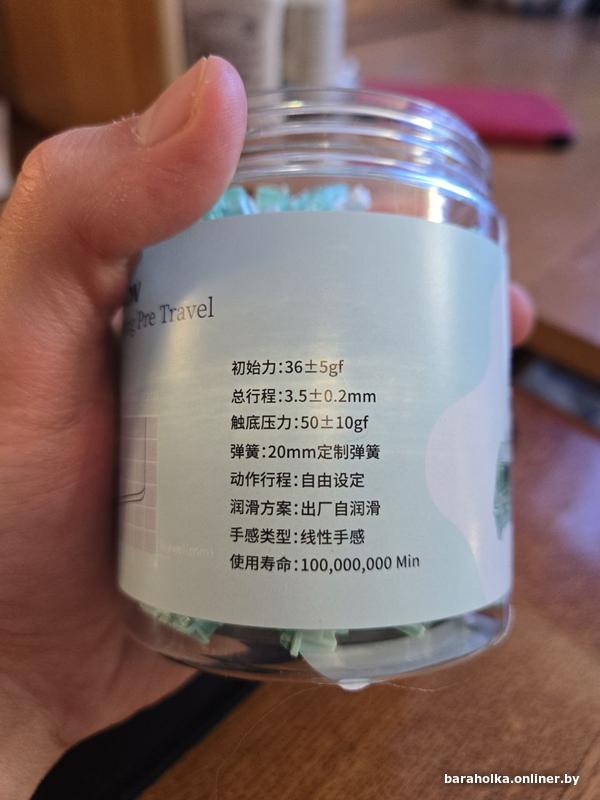 Pre Travel
初始力:36±5gf
总行程:3.5±0.2mm
触底压力:50±10gf
弹簧:20mm定制弹簧
动作行程:自由设定
润滑方案:出厂自润滑
手感类型:线性手感
使用寿命:100,000,000 Min
baraholka.onliner.by